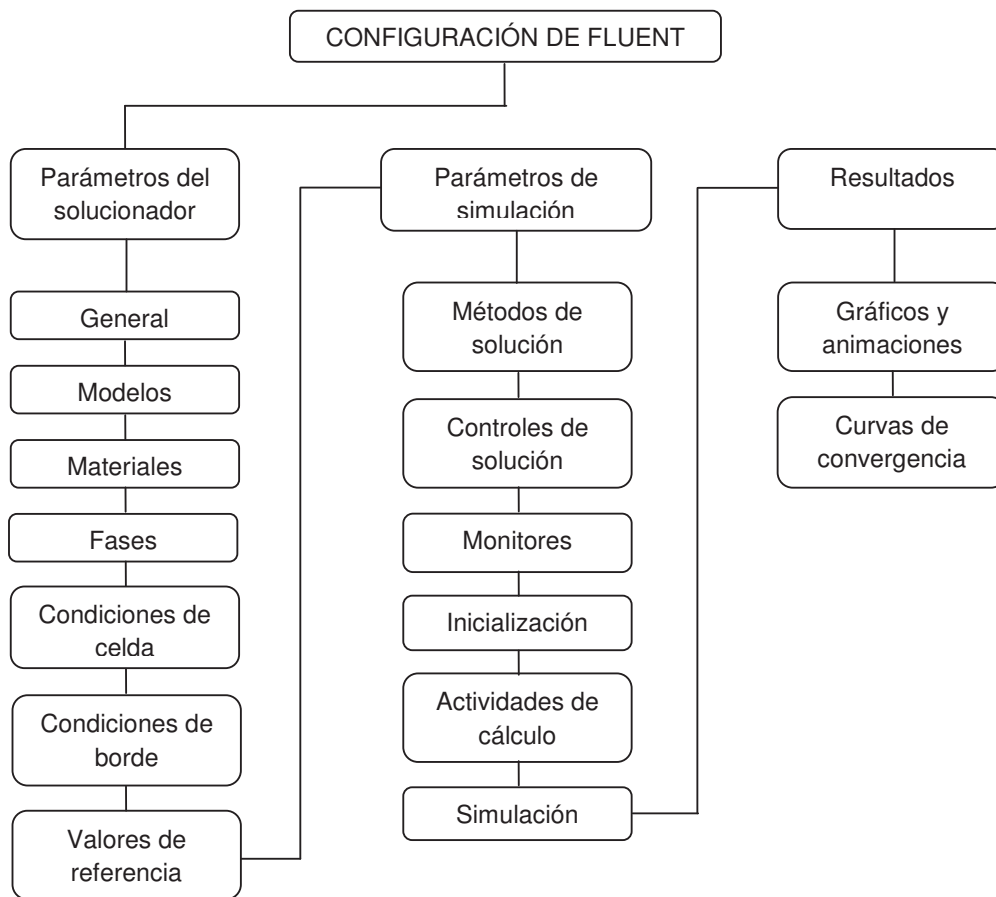 CONFIGURACIÓN DE FLUENT
Parámetros del
solucionador
General
Modelos
Materiales
Fases
Condiciones de
celda
Condiciones de
borde
Valores de
referencia
Parámetros de
simulación
Métodos de
solución
Controles de
solución
Monitores
Inicialización
Actividades de
cálculo
Simulación
Resultados
Gráficos y
animaciones
Curvas de
convergencia